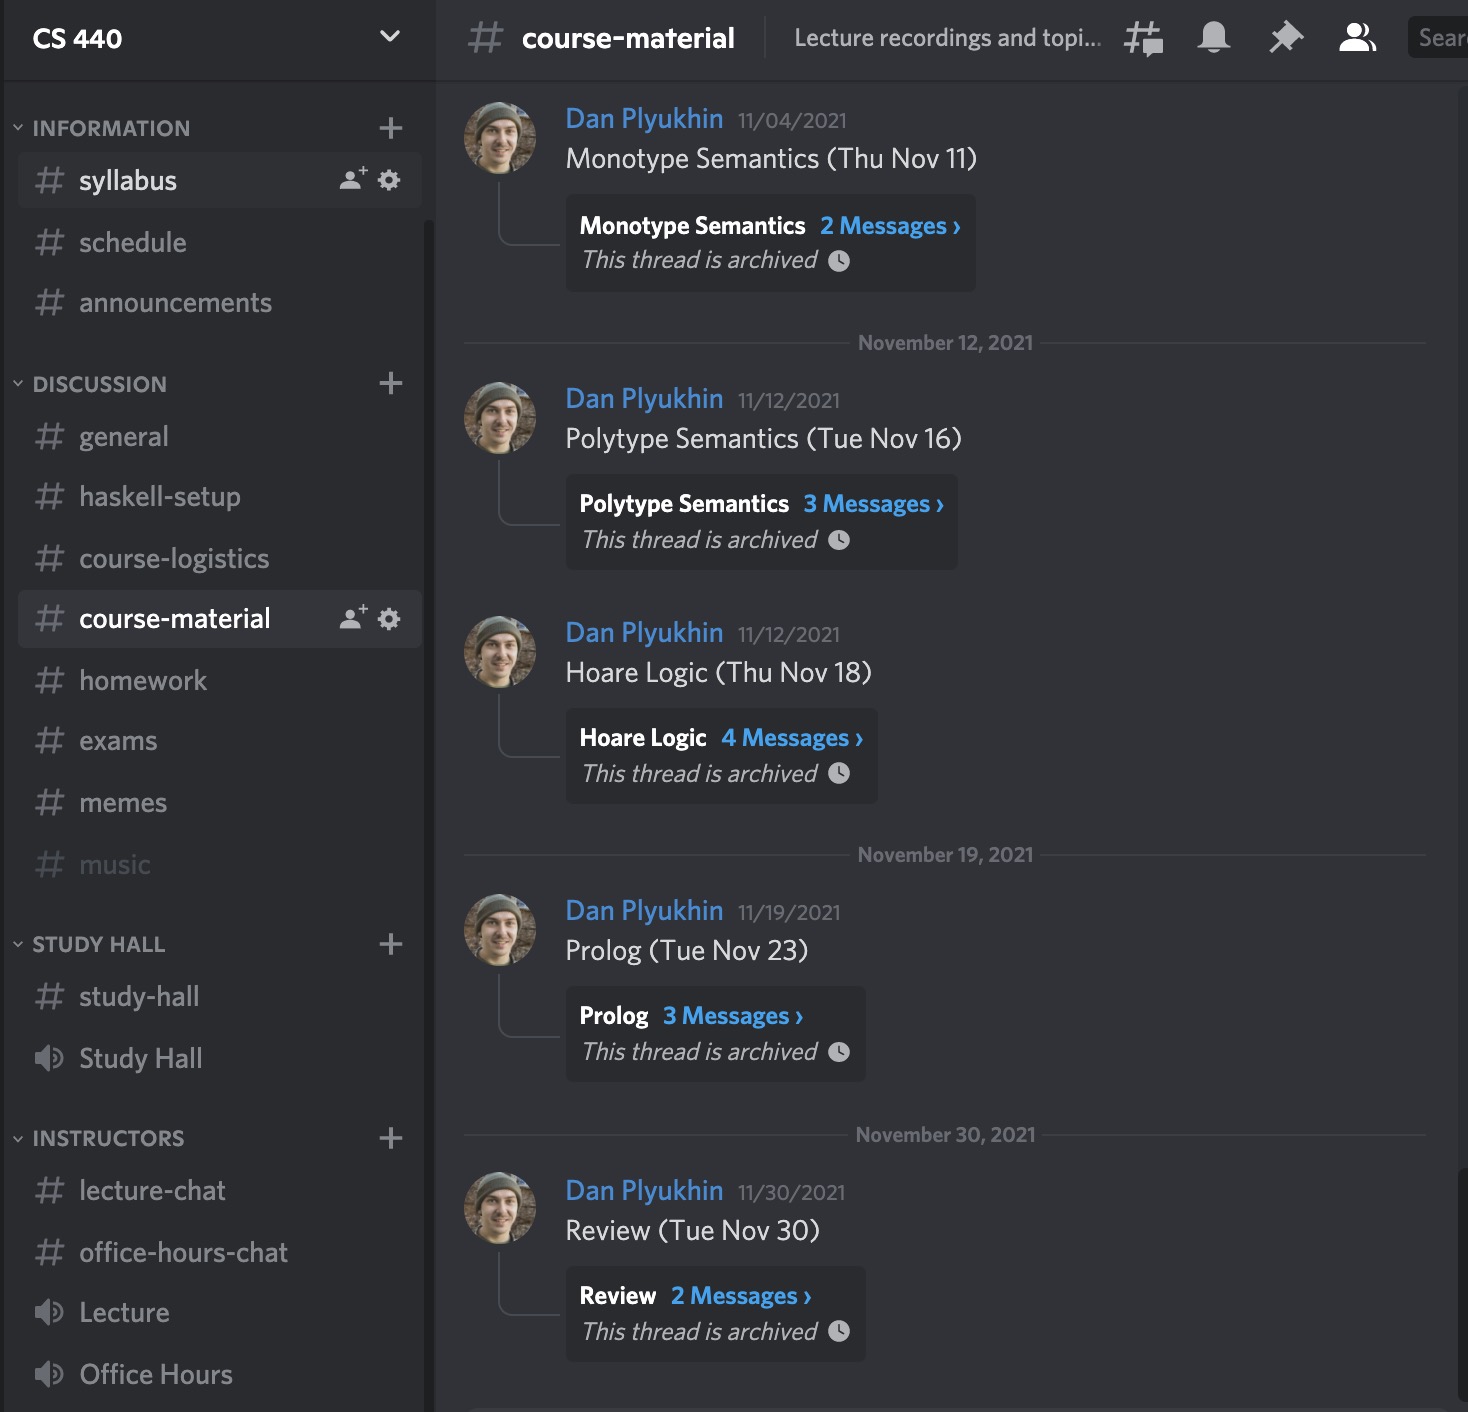 CS 440
INFORMATION
syllabus
schedule
announcements
DISCUSSION
general
haskell-setup
course-logistics
course-material
homework
exams
memes
music
STUDY HALL
study-hall
Study Hall
INSTRUCTORS
lecture-chat
office-hours-chat
Lecture
Office Hours
course-material Lecture recordings and topi...
Dan Plyukhin 11/04/2021
Monotype Semantics (Thu Nov 11)
Monotype Semantics 2 Messages ›
This thread is archived
November 12, 2021
Dan Plyukhin 11/12/2021
Polytype Semantics (Tue Nov 16)
Polytype Semantics 3 Messages ›
This thread is archived
Dan Plyukhin 11/12/2021
Hoare Logic (Thu Nov 18)
Hoare Logic 4 Messages ›
This thread is archived
November 19, 2021
Dan Plyukhin 11/19/2021
Prolog (Tue Nov 23)
Prolog 3 Messages ›
This thread is archived
November 30, 2021
Dan Plyukhin 11/30/2021
Review (Tue Nov 30)
Review 2 Messages ›
This thread is archived